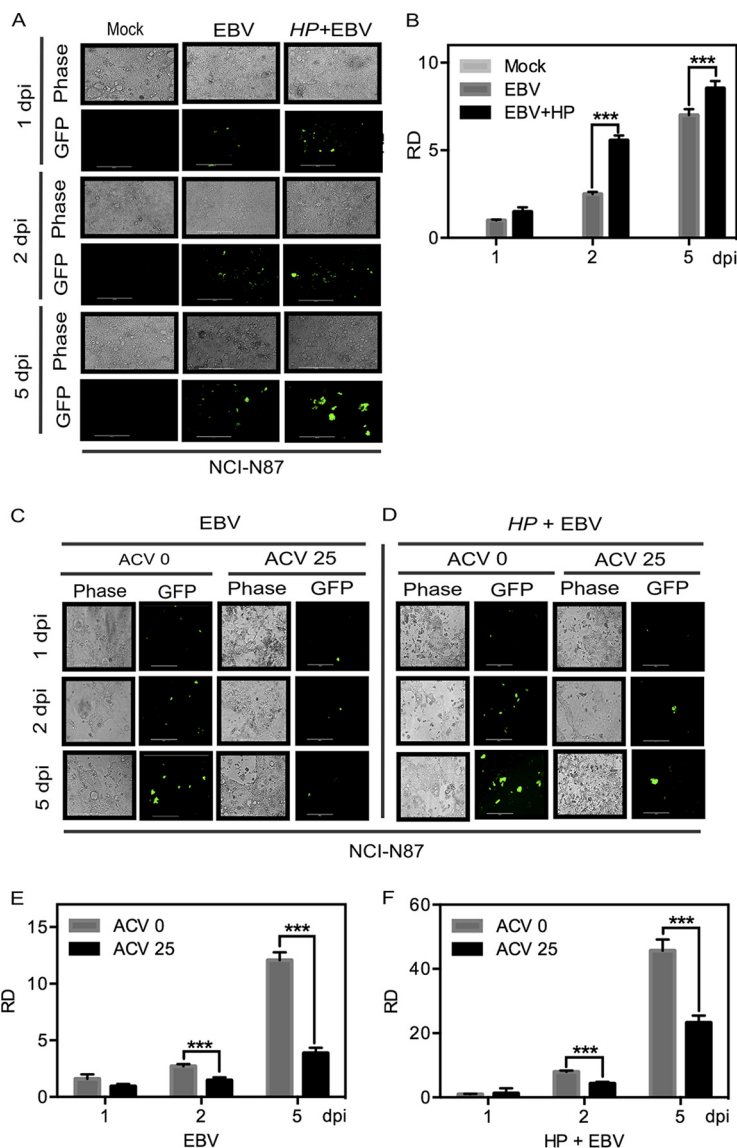 A
Mock EBV HP+EBV
1 dpi
Phase
GFP
2 dpi
Phase
GFP
5 dpi
Phase
GFP
NCI-N87
B
10
5
0
RD
Mock
EBV
EBV+HP
***
***
1 2 5 dpi
C EBV
ACV 0 ACV 25
Phase GFP Phase GFP
1 dpi
2 dpi
5 dpi
D HP + EBV
ACV 0 ACV 25
Phase GFP Phase GFP
NCI-N87
E
15
10
5
0
RD
ACV 0
ACV 25
***
***
1 2 5 dpi
EBV
F
60
40
20
0
RD
ACV 0
ACV 25
***
***
1 2 5 dpi
HP + EBV